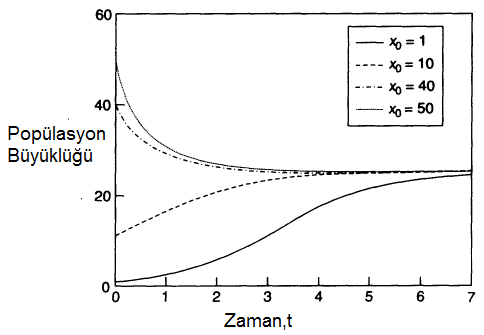 60
x₀ = 1
x₀ = 10
x₀ = 40
x₀ = 50
40
Popülasyon
Büyüklüğü
20
0
0 1 2 3 4 5 6 7
Zaman,t